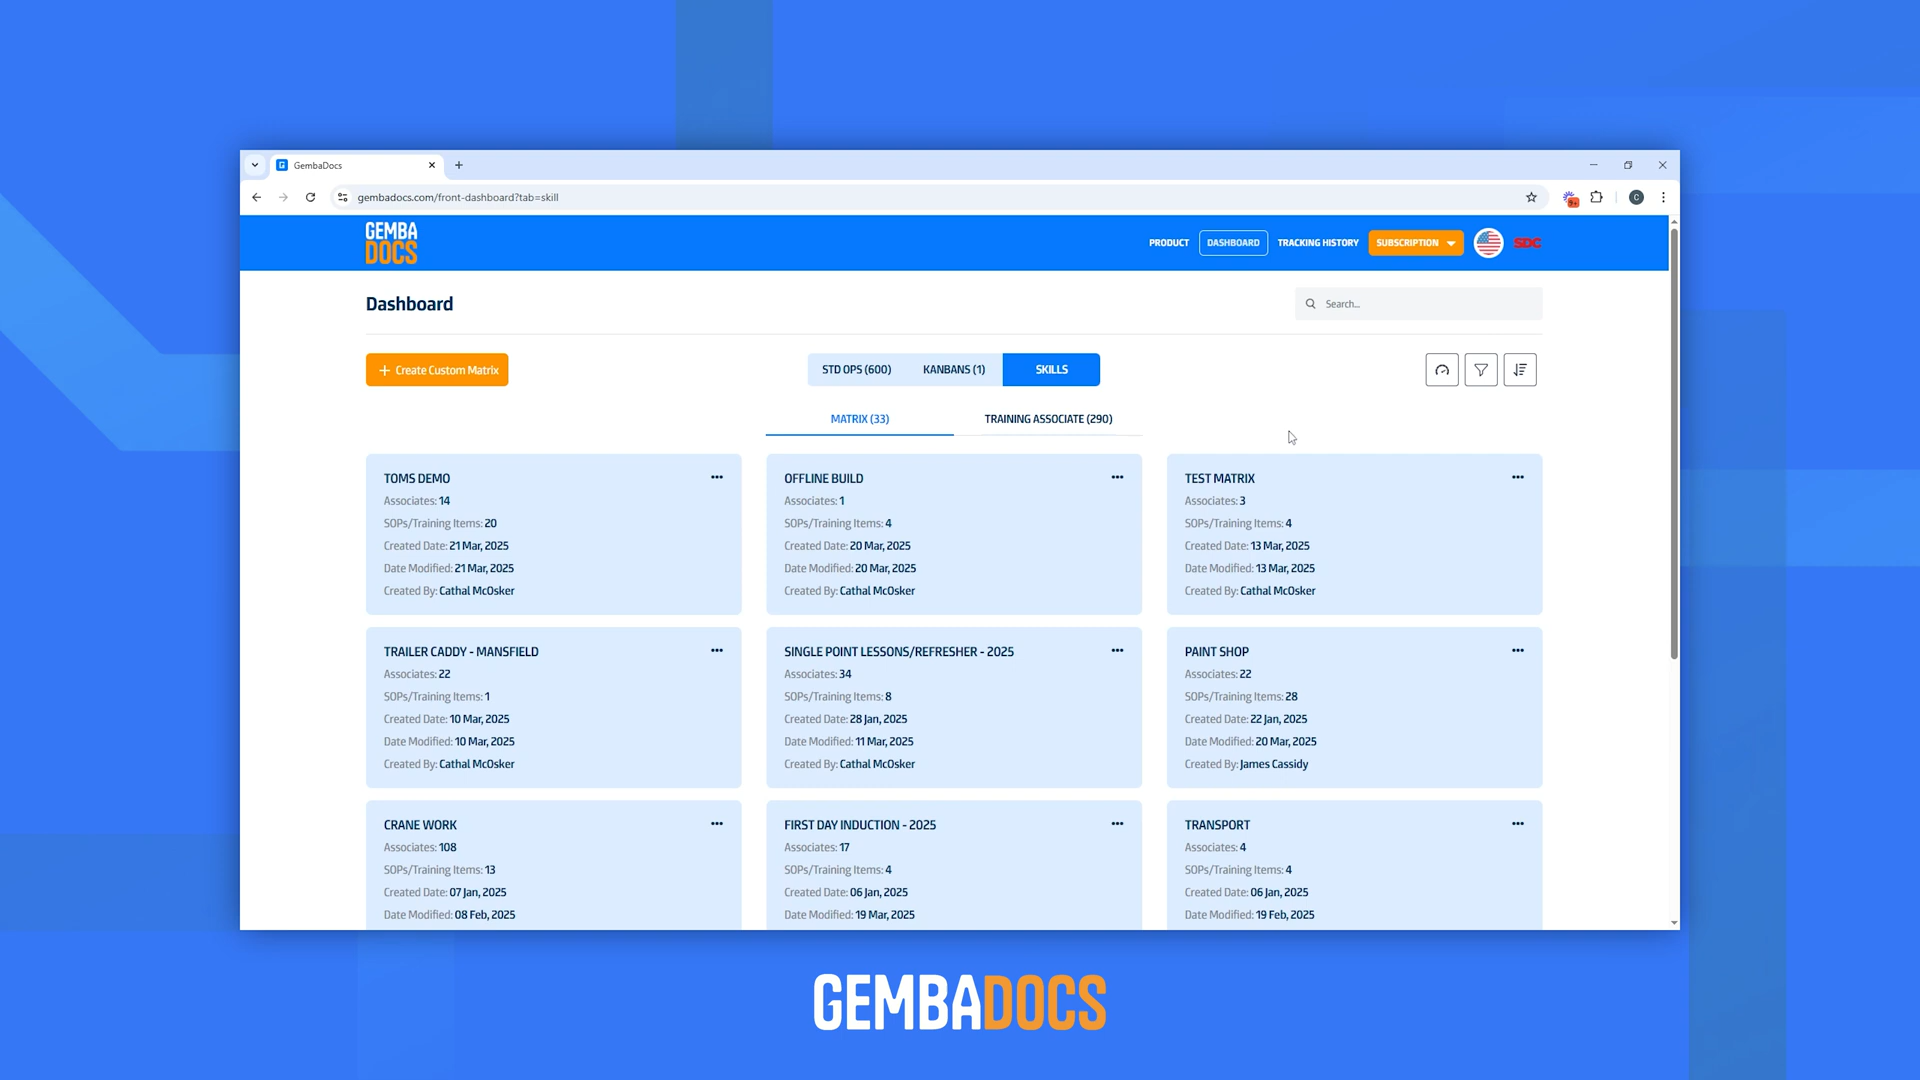 GembaDocs
gembadocs.com/front-dashboard?tab=skill
9+
C
GEMBA
DOCS
PRODUCT
DASHBOARD
TRACKING HISTORY
SUBSCRIPTION
SDC
Dashboard
Search...
Create Custom Matrix
STD OPS (600)
KANBANS (1)
SKILLS
MATRIX (33)
TRAINING ASSOCIATE (290)
TOMS DEMO
Associates: 14
SOPs/Training Items: 20
Created Date: 21 Mar, 2025
Date Modified: 21 Mar, 2025
Created By: Cathal McOsker
OFFLINE BUILD
Associates: 1
SOPs/Training Items: 4
Created Date: 20 Mar, 2025
Date Modified: 20 Mar, 2025
Created By: Cathal McOsker
TEST MATRIX
Associates: 3
SOPs/Training Items: 4
Created Date: 13 Mar, 2025
Date Modified: 13 Mar, 2025
Created By: Cathal McOsker
TRAILER CADDY - MANSFIELD
Associates: 22
SOPs/Training Items: 1
Created Date: 10 Mar, 2025
Date Modified: 10 Mar, 2025
Created By: Cathal McOsker
SINGLE POINT LESSONS/REFRESHER - 2025
Associates: 34
SOPs/Training Items: 8
Created Date: 28 Jan, 2025
Date Modified: 11 Mar, 2025
Created By: Cathal McOsker
PAINT SHOP
Associates: 22
SOPs/Training Items: 28
Created Date: 22 Jan, 2025
Date Modified: 20 Mar, 2025
Created By: James Cassidy
CRANE WORK
Associates: 108
SOPs/Training Items: 13
Created Date: 07 Jan, 2025
Date Modified: 08 Feb, 2025
FIRST DAY INDUCTION - 2025
Associates: 17
SOPs/Training Items: 4
Created Date: 06 Jan, 2025
Date Modified: 19 Mar, 2025
TRANSPORT
Associates: 4
SOPs/Training Items: 4
Created Date: 06 Jan, 2025
Date Modified: 19 Feb, 2025
GEMBADOCS